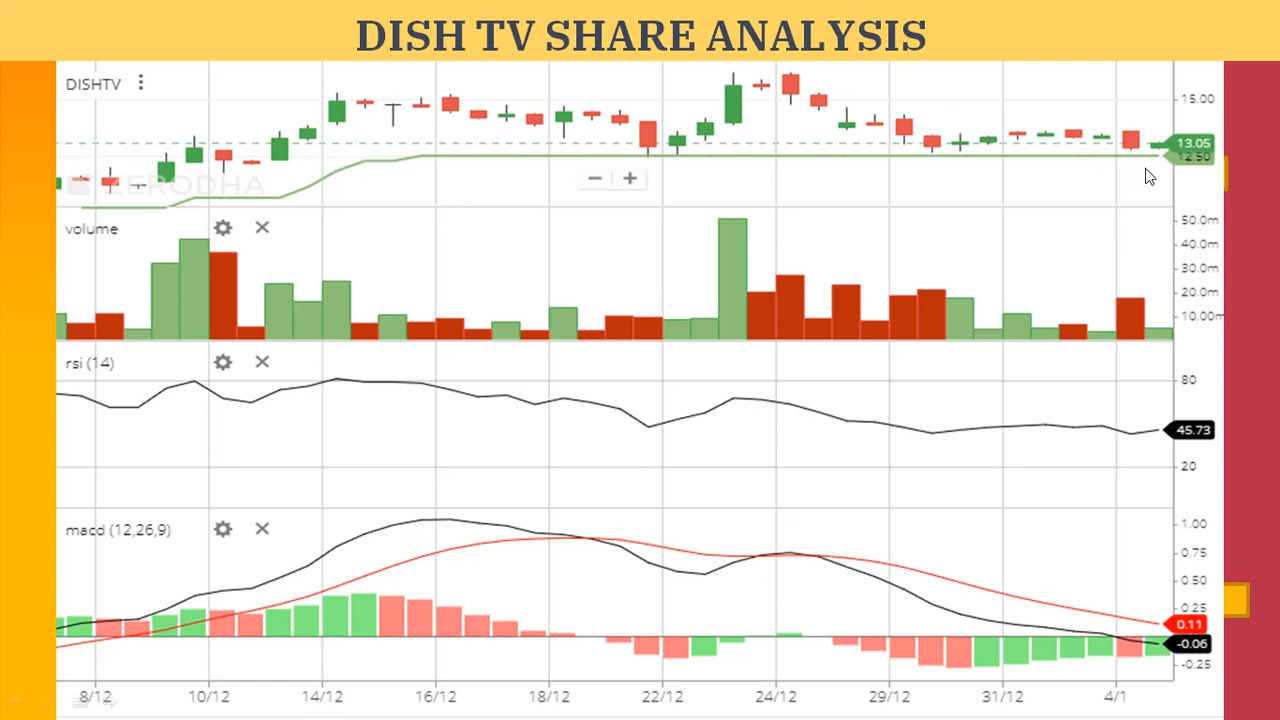 DISH TV SHARE ANALYSIS
DISHTV
15.00
13.05
12.50
ZERODHA
volume
50.0m
40.0m
30.0m
20.0m
10.00m
rsi (14)
80
45.73
20
macd (12,26,9)
1.00
0.75
0.50
0.25
0.11
-0.06
-0.25
8/12 10/12 14/12 16/12 18/12 22/12 24/12 29/12 31/12 4/1